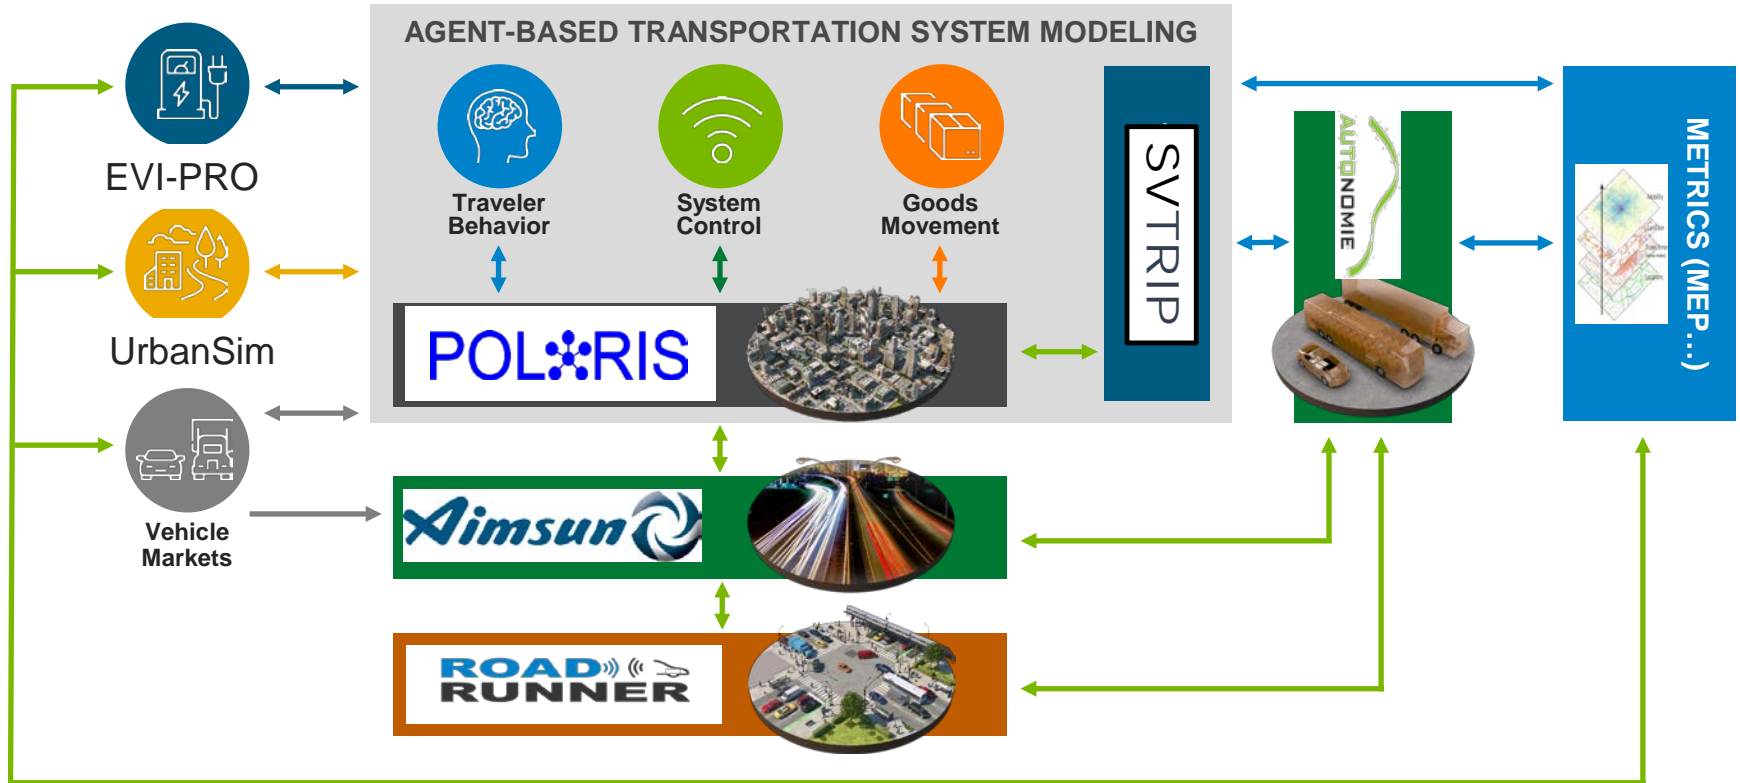 AGENT-BASED TRANSPORTATION SYSTEM MODELING
EVI-PRO
Traveler
Behavior
System
Control
Goods
Movement
SVTRIP
AUTONOMIE
METRICS (MEP...)
Mobility
UrbanSim
POLARIS
Vehicle
Markets
Aimsun
ROAD
RUNNER